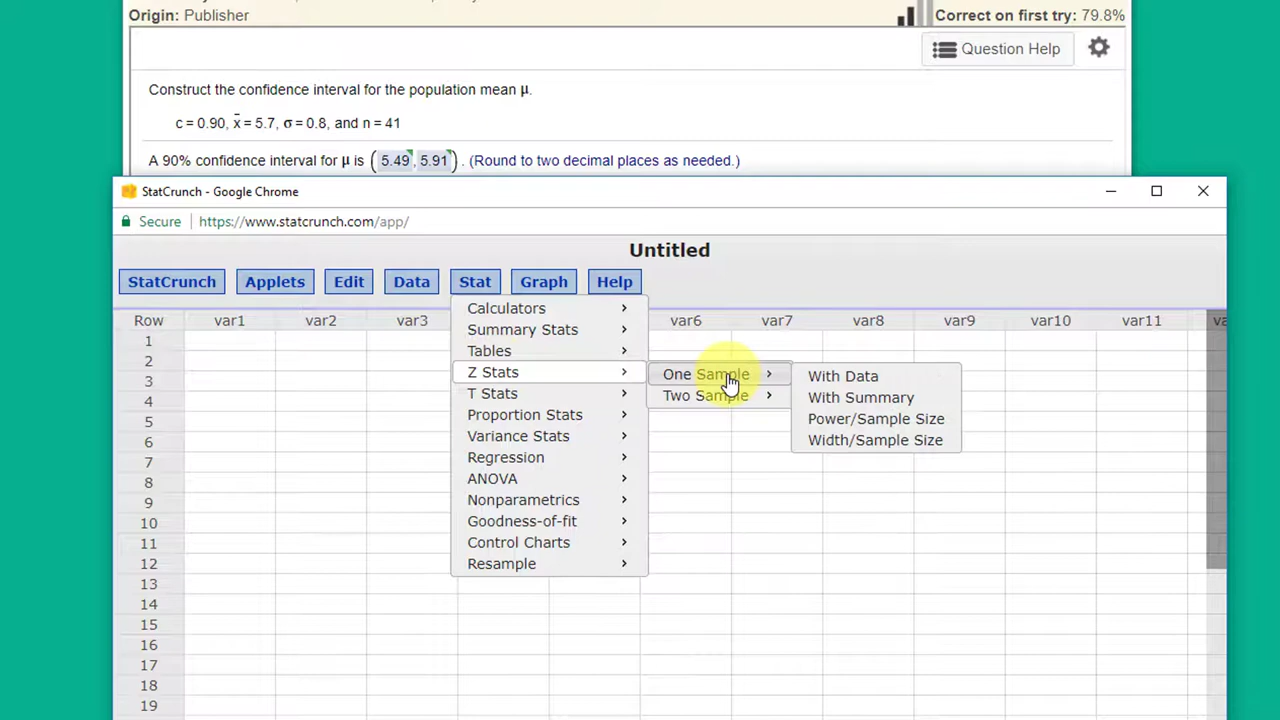 Origin: Publisher
Correct on first try: 79.8%
Question Help
Construct the confidence interval for the population mean μ.
c = 0.90, x̄ = 5.7, σ = 0.8, and n = 41
A 90% confidence interval for μ is (5.49, 5.91). (Round to two decimal places as needed.)
StatCrunch - Google Chrome
Secure https://www.statcrunch.com/app/
Untitled
StatCrunch Applets Edit Data Stat Graph Help
Row var1 var2 var3 var6 var7 var8 var9 var10 var11 va
Calculators
Summary Stats
Tables
Z Stats
T Stats
Proportion Stats
Variance Stats
Regression
ANOVA
Nonparametrics
Goodness-of-fit
Control Charts
Resample
One Sample
Two Sample
With Data
With Summary
Power/Sample Size
Width/Sample Size
1
2
3
4
5
6
7
8
9
10
11
12
13
14
15
16
17
18
19